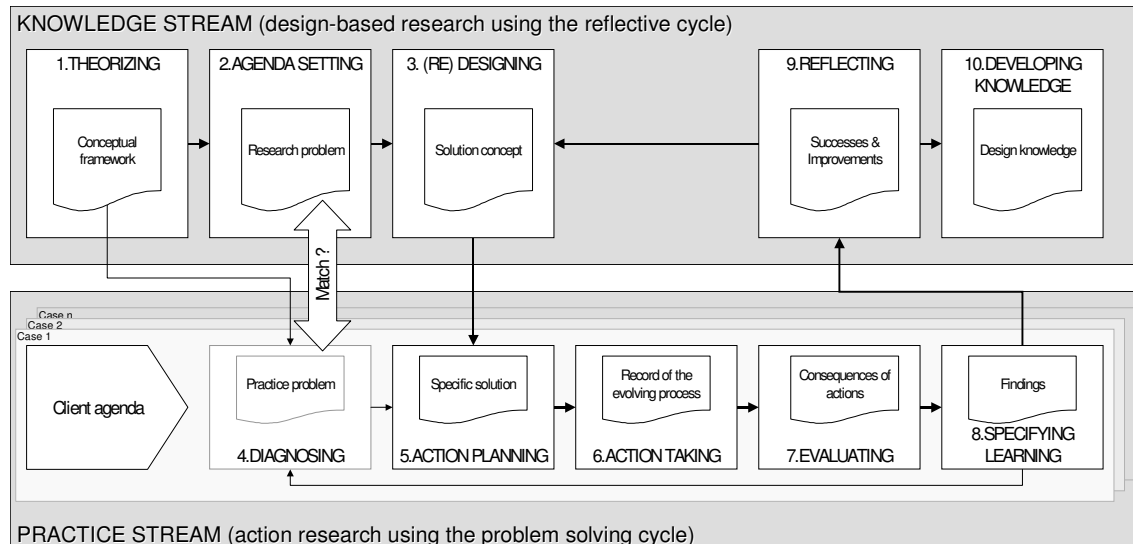 KNOWLEDGE STREAM (design-based research using the reflective cycle)
1.THEORIZING
Conceptual
framework
2.AGENDA SETTING
Research problem
3. (RE) DESIGNING
Solution concept
9.REFLECTING
Successes &
Improvements
10.DEVELOPING
KNOWLEDGE
Design knowledge
Match ?
Case n
Case 2
Case 1
Client agenda
Practice problem
4.DIAGNOSING
Specific solution
5.ACTION PLANNING
Record of the
evolving process
6.ACTION TAKING
Consequences of
actions
7.EVALUATING
Findings
8.SPECIFYING
LEARNING
PRACTICE STREAM (action research using the problem solving cycle)